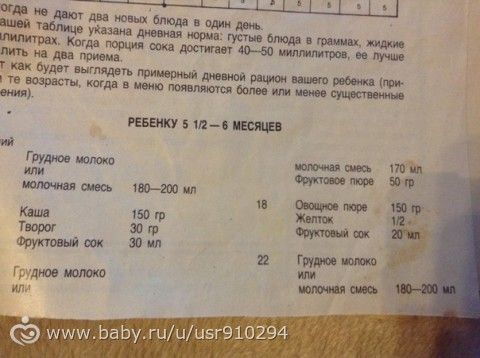 огда не дают два новых блюда в один день.
ашей таблице указана дневная норма: густые блюда в граммах, жидкие
ллилитрах. Когда порция сока достигает 40—50 миллилитров, ее лучше
лить на два приема.
т как будет выглядеть примерный дневной рацион вашего ребенка (при-
м те возрасты, когда в меню появляются более или менее существенные
ения).
РЕБЕНКУ 5 1/2 — 6 МЕСЯЦЕВ
ний
Грудное молоко
или
молочная смесь 180—200 мл
Каша 150 гр
Творог 30 гр
Фруктовый сок 30 мл
Грудное молоко
или
молочная смесь 170 мл
Фруктовое пюре 50 гр
18 Овощное пюре 150 гр
Желток 1/2
Фруктовый сок 20 мл
22 Грудное молоко
или
молочная смесь 180—200 мл
www.baby.ru/u/usr910294